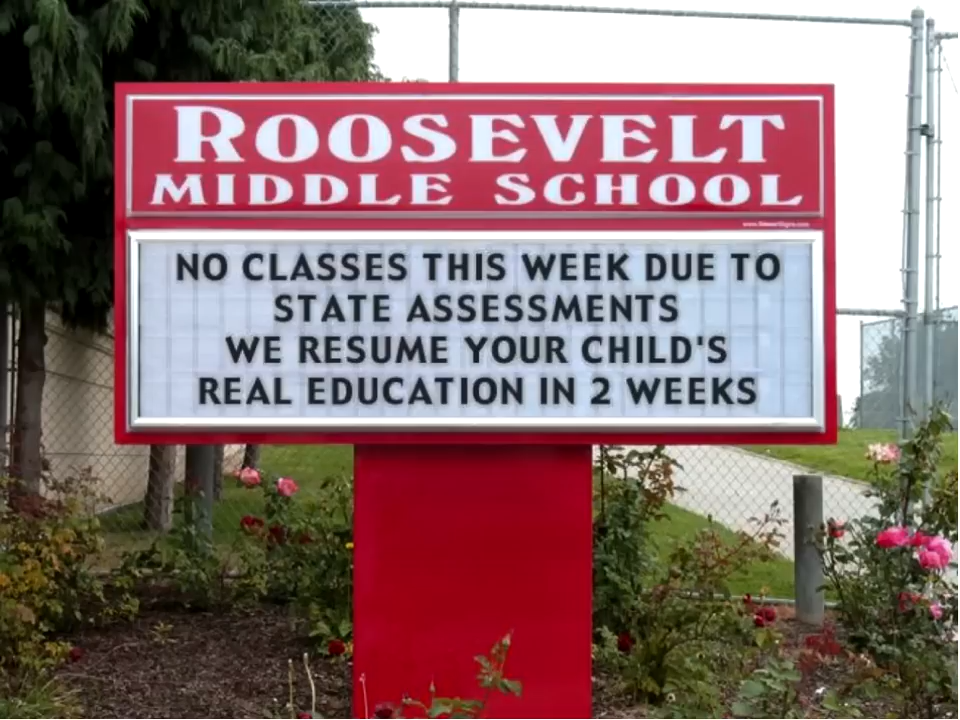 ROOSEVELT
MIDDLE SCHOOL
NO CLASSES THIS WEEK DUE TO
STATE ASSESSMENTS
WE RESUME YOUR CHILD'S
REAL EDUCATION IN 2 WEEKS